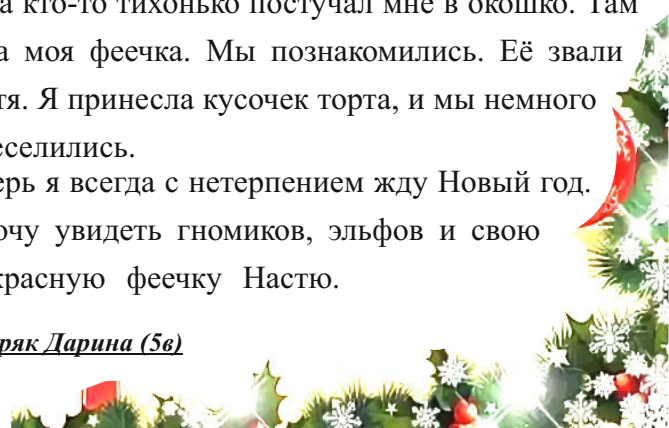 а кто-то тихонько постучал мне в окошко. Там
а моя феечка. Мы познакомились. Её звали
тя. Я принесла кусочек торта, и мы немного
еселились.
ерь я всегда с нетерпением жду Новый год.
очу увидеть гномиков, эльфов и свою
красную феечку Настю.
ряк Дарина (5в)